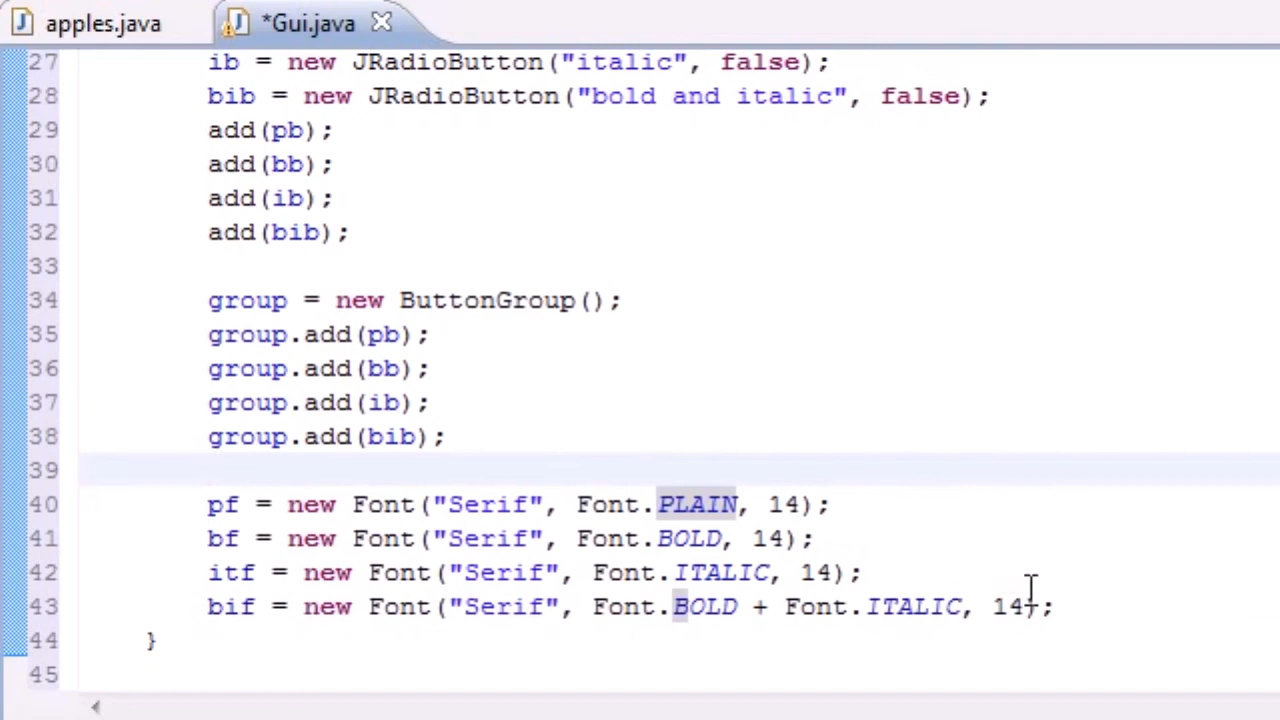 apples.java
*Gui.java
27 ib = new JRadioButton("italic", false);
28 bib = new JRadioButton("bold and italic", false);
29 add(pb);
30 add(bb);
31 add(ib);
32 add(bib);
33
34 group = new ButtonGroup();
35 group.add(pb);
36 group.add(bb);
37 group.add(ib);
38 group.add(bib);
39
40 pf = new Font("Serif", Font.PLAIN, 14);
41 bf = new Font("Serif", Font.BOLD, 14);
42 itf = new Font("Serif", Font.ITALIC, 14);
43 bif = new Font("Serif", Font.BOLD + Font.ITALIC, 14);
44 }
45